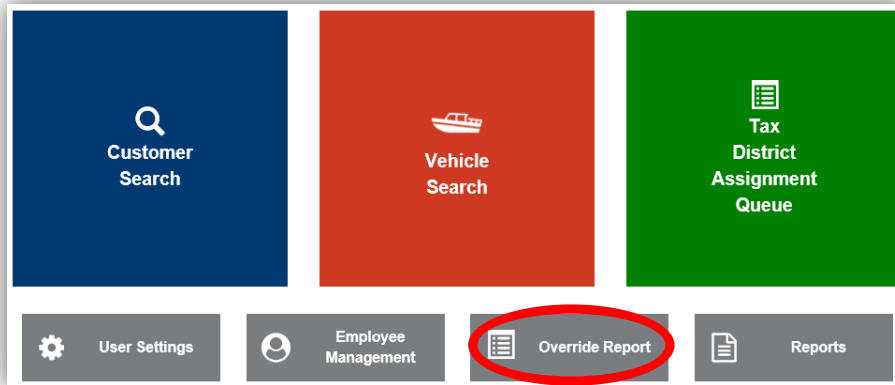 Customer
Search
Vehicle
Search
Tax
District
Assignment
Queue
User Settings
Employee
Management
Override Report
Reports